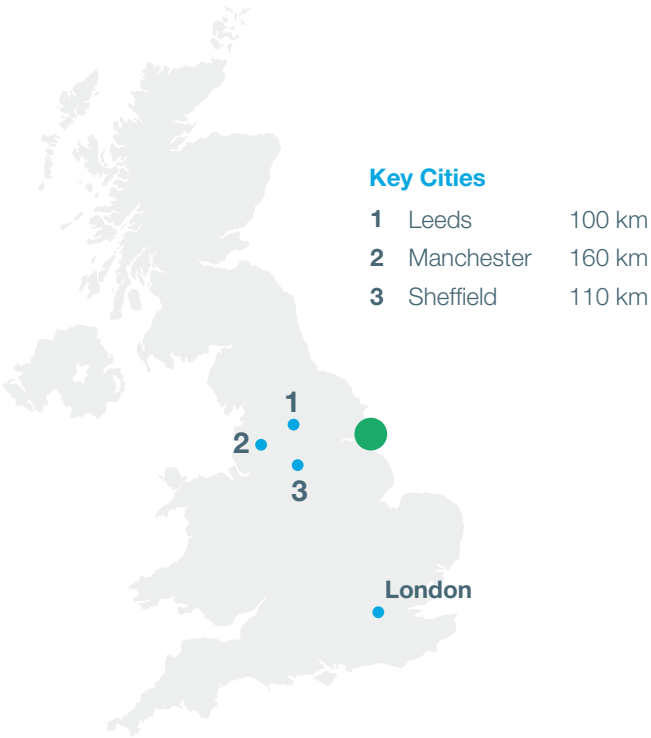 Key Cities
1 Leeds 100 km
2 Manchester 160 km
3 Sheffield 110 km
1
2
3
London